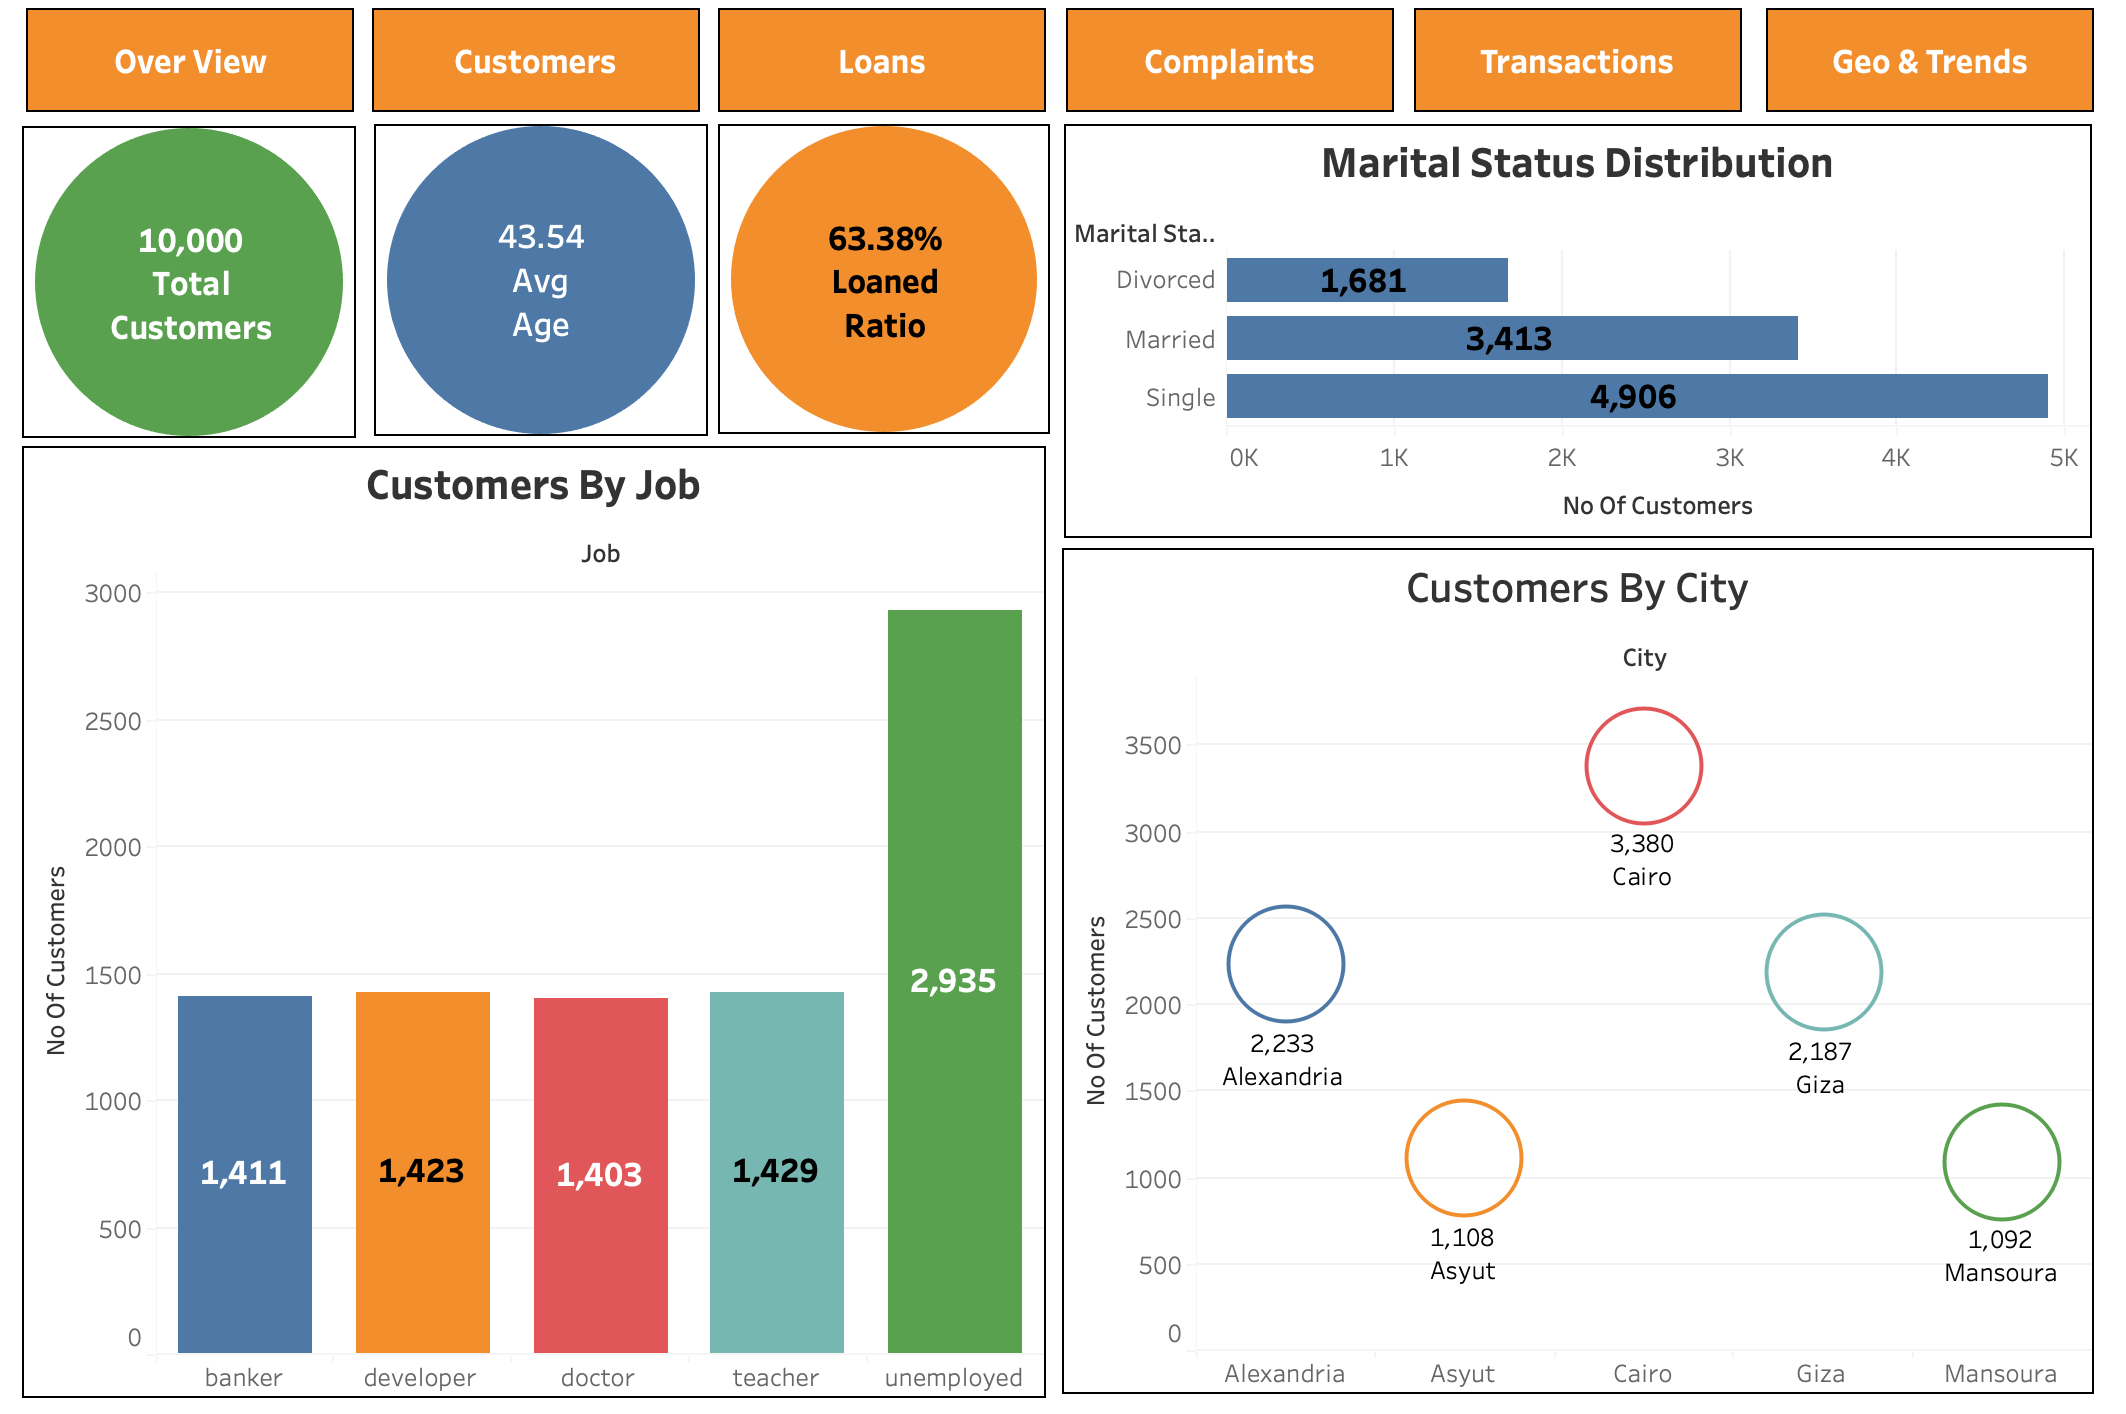 Over View
Customers
Loans
Complaints
Transactions
Geo & Trends
10,000
Total
Customers
43.54
Avg
Age
63.38%
Loaned
Ratio
Marital Status Distribution
Marital Sta..
Divorced
1,681
Married
3,413
Single
4,906
0K
1K
2K
3K
4K
5K
No Of Customers
Customers By Job
Job
No Of Customers
3000
2500
2000
1500
1000
500
0
1,411
1,423
1,403
1,429
2,935
banker
developer
doctor
teacher
unemployed
Customers By City
City
No Of Customers
3500
3000
2500
2000
1500
1000
500
0
3,380
Cairo
2,233
Alexandria
2,187
Giza
1,108
Asyut
1,092
Mansoura
Alexandria
Asyut
Cairo
Giza
Mansoura